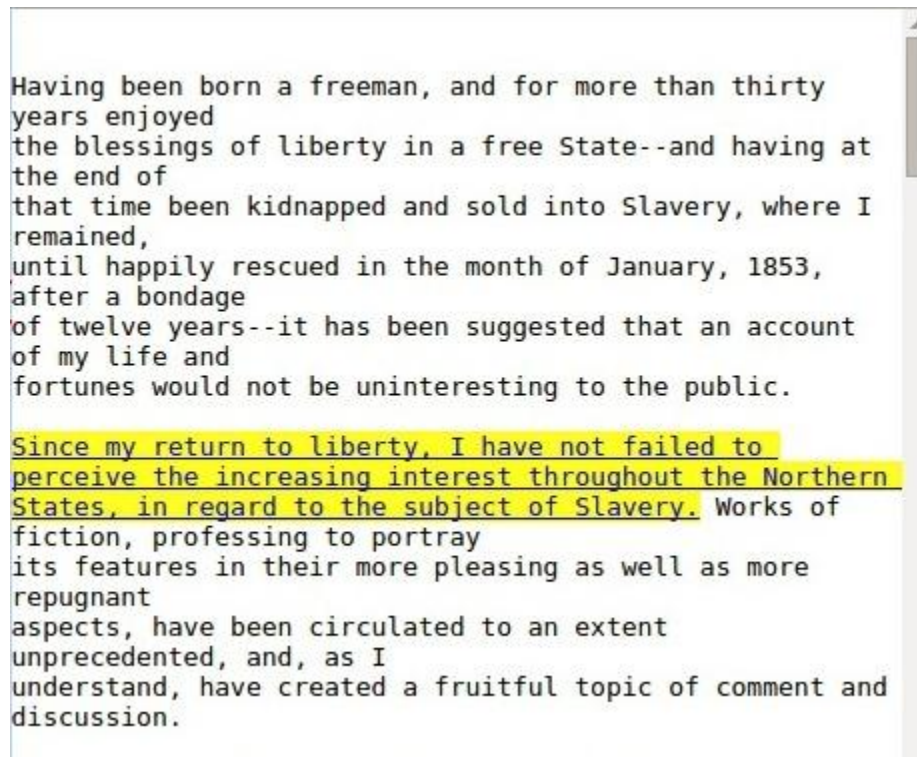 Having been born a freeman, and for more than thirty
years enjoyed
the blessings of liberty in a free State--and having at
the end of
that time been kidnapped and sold into Slavery, where I
remained,
until happily rescued in the month of January, 1853,
after a bondage
of twelve years--it has been suggested that an account
of my life and
fortunes would not be uninteresting to the public.
Since my return to liberty, I have not failed to
perceive the increasing interest throughout the Northern
States, in regard to the subject of Slavery. Works of
fiction, professing to portray
its features in their more pleasing as well as more
repugnant
aspects, have been circulated to an extent
unprecedented, and, as I
understand, have created a fruitful topic of comment and
discussion.